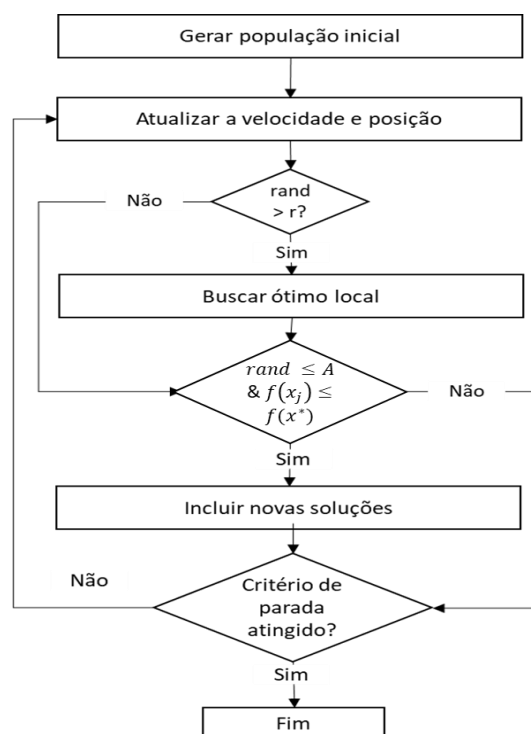 Gerar população inicial
Atualizar a velocidade e posição
rand
> r?
Não
Sim
Buscar ótimo local
rand ≤ A
& f(x_j) ≤
f(x*)
Não
Sim
Incluir novas soluções
Não
Critério de
parada
atingido?
Sim
Fim